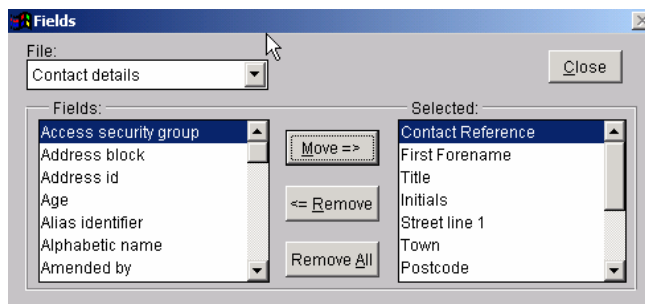 Fields
File:
Contact details
Close
Fields:
Access security group
Address block
Address id
Age
Alias identifier
Alphabetic name
Amended by
Move =>
<= Remove
Remove All
Selected:
Contact Reference
First Forename
Title
Initials
Street line 1
Town
Postcode